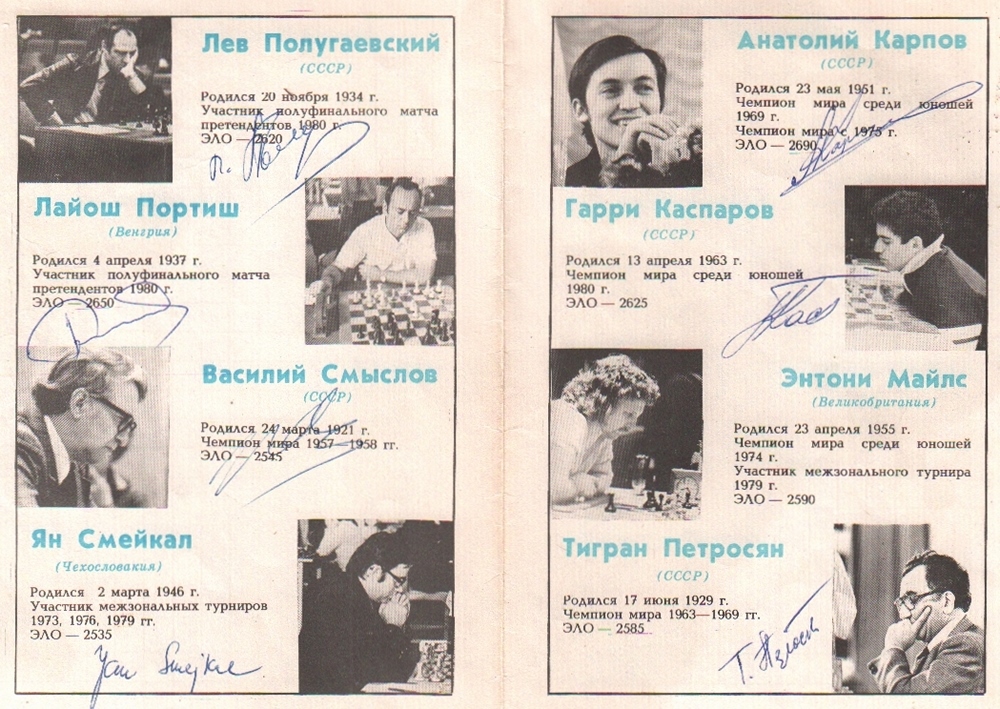 Лев Полугаевский
(СССР)
Родился 20 ноября 1934 г.
Участник полуфинального матча
претендентов 1980 г.
ЭЛО — 2620
Лайош Портиш
(Венгрия)
Родился 4 апреля 1937 г.
Участник полуфинального матча
претендентов 1980 г.
ЭЛО — 2650
Василий Смыслов
(СССР)
Родился 24 марта 1921 г.
Чемпион мира 1957—1958 гг.
ЭЛО — 2545
Ян Смейкал
(Чехословакия)
Родился 2 марта 1946 г.
Участник межзональных турниров
1973, 1976, 1979 гг.
ЭЛО — 2535
Jan Smejkal
Анатолий Карпов
(СССР)
Родился 23 мая 1951 г.
Чемпион мира среди юношей
1969 г.
Чемпион мира с 1975 г.
ЭЛО — 2690
Гарри Каспаров
(СССР)
Родился 13 апреля 1963 г.
Чемпион мира среди юношей
1980 г.
ЭЛО — 2625
Энтони Майлс
(Великобритания)
Родился 23 апреля 1955 г.
Чемпион мира среди юношей
1974 г.
Участник межзонального турнира
1979 г.
ЭЛО — 2590
Тигран Петросян
(СССР)
Родился 17 июня 1929 г.
Чемпион мира 1963—1969 гг.
ЭЛО — 2585